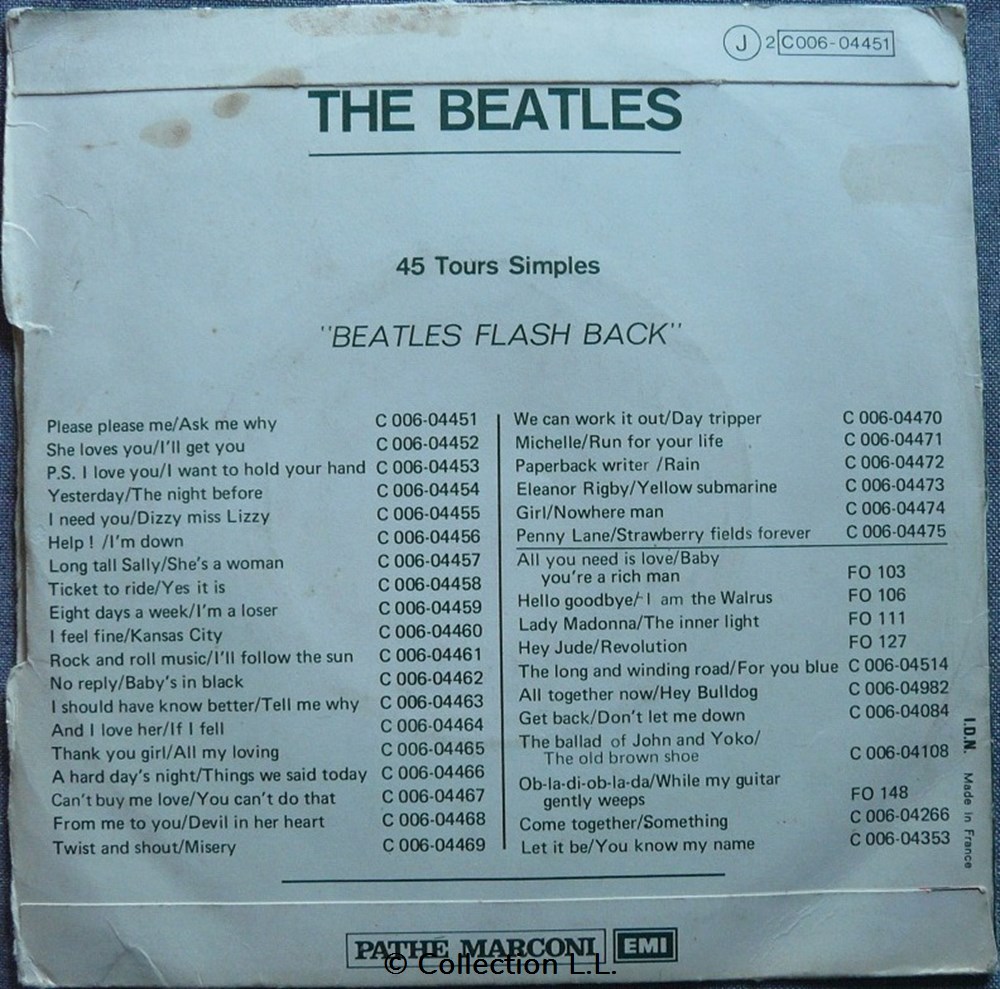 J 2 C006-04451
THE BEATLES
45 Tours Simples
"BEATLES FLASH BACK"
Please please me/Ask me why C 006-04451
She loves you/I'll get you C 006-04452
P.S. I love you/I want to hold your hand C 006-04453
Yesterday/The night before C 006-04454
I need you/Dizzy miss Lizzy C 006-04455
Help ! /I'm down C 006-04456
Long tall Sally/She's a woman C 006-04457
Ticket to ride/Yes it is C 006-04458
Eight days a week/I'm a loser C 006-04459
I feel fine/Kansas City C 006-04460
Rock and roll music/I'll follow the sun C 006-04461
No reply/Baby's in black C 006-04462
I should have know better/Tell me why C 006-04463
And I love her/If I fell C 006-04464
Thank you girl/All my loving C 006-04465
A hard day's night/Things we said today C 006-04466
Can't buy me love/You can't do that C 006-04467
From me to you/Devil in her heart C 006-04468
Twist and shout/Misery C 006-04469
We can work it out/Day tripper C 006-04470
Michelle/Run for your life C 006-04471
Paperback writer /Rain C 006-04472
Eleanor Rigby/Yellow submarine C 006-04473
Girl/Nowhere man C 006-04474
Penny Lane/Strawberry fields forever C 006-04475
All you need is love/Baby
you're a rich man FO 103
Hello goodbye/ I am the Walrus FO 106
Lady Madonna/The inner light FO 111
Hey Jude/Revolution FO 127
The long and winding road/For you blue C 006-04514
All together now/Hey Bulldog C 006-04982
Get back/Don't let me down C 006-04084
The ballad of John and Yoko/
The old brown shoe C 006-04108
Ob-la-di-ob-la-da/While my guitar
gently weeps FO 148
Come together/Something C 006-04266
Let it be/You know my name C 006-04353
I.D.N. Made in France
PATHE MARCONI EMI
© Collection L.L.